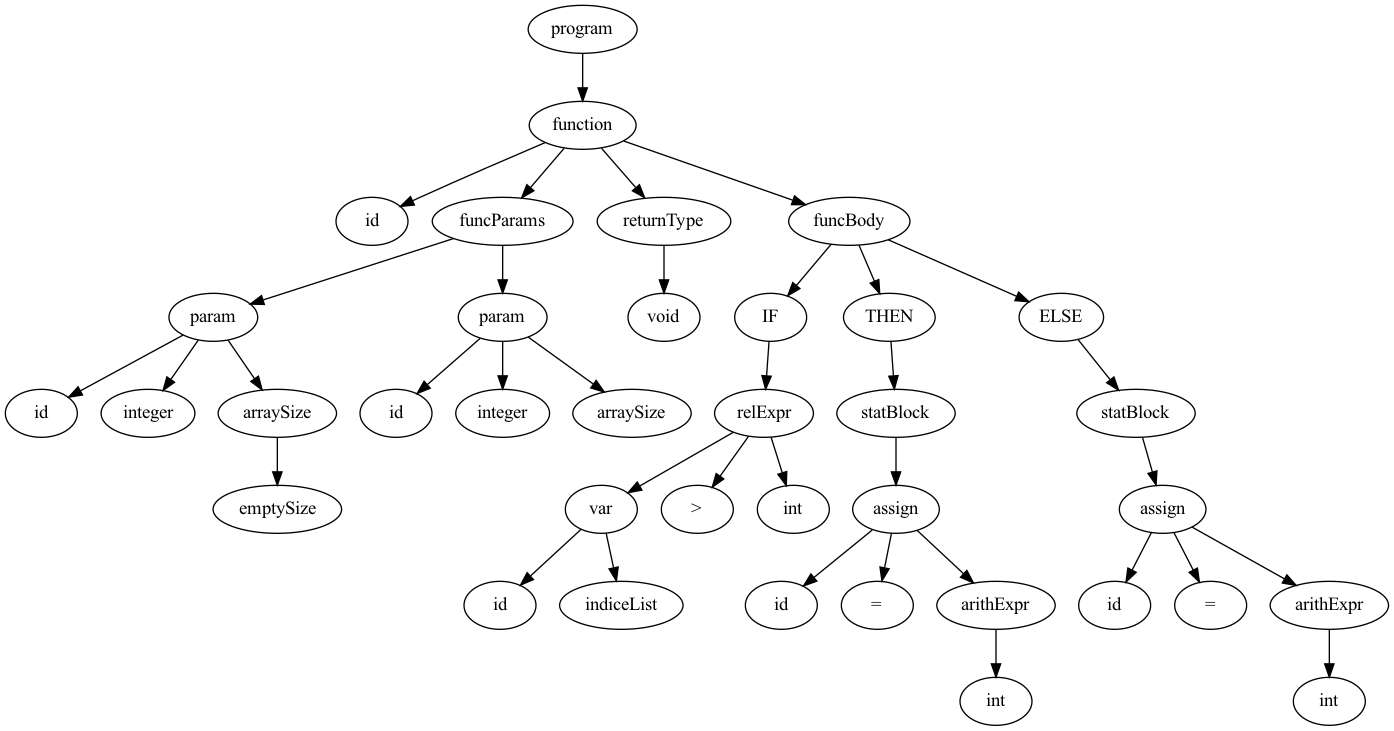 program
function
id funcParams returnType funcBody
param param void IF THEN ELSE
id integer arraySize id integer arraySize relExpr statBlock statBlock
emptySize var > int assign assign
id indiceList id = arithExpr id = arithExpr
int int